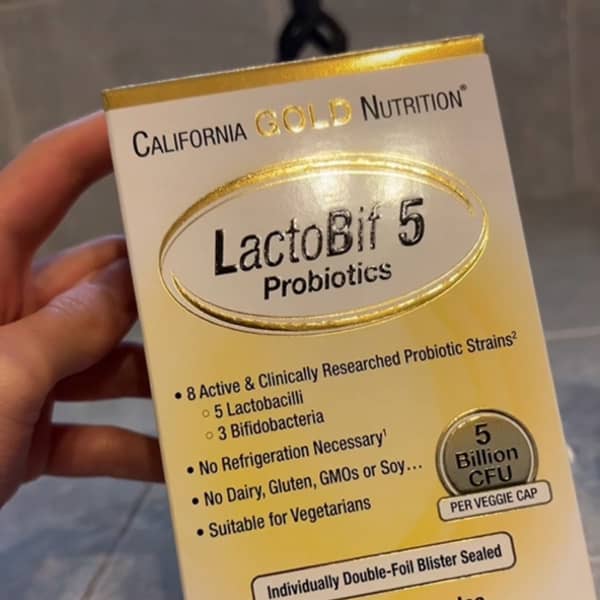 CALIFORNIA GOLD NUTRITION®
LactoBif 5
Probiotics
• 8 Active & Clinically Researched Probiotic Strains²
○ 5 Lactobacilli
○ 3 Bifidobacteria
• No Refrigeration Necessary¹
• No Dairy, Gluten, GMOs or Soy...
• Suitable for Vegetarians
5
Billion
CFU
PER VEGGIE CAP
Individually Double-Foil Blister Sealed